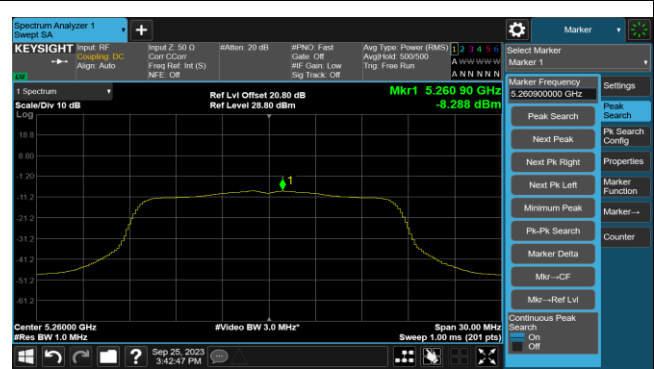 Spectrum Analyzer 1
Swept SA
Marker
KEYSIGHT
Input: RF
Coupling: DC
Align: Auto
Input Z: 50 Ω
Corr CCorr
Freq Ref: Int (S)
NFE: Off
#Atten: 20 dB
#PNO: Fast
Gate: Off
#IF Gain: Low
Sig Track: Off
Avg Type: Power (RMS)
Avg|Hold: 500/500
Trig: Free Run
1 2 3 4 5 6
A W W W W W
A N N N N N
LV
1 Spectrum
Scale/Div 10 dB
Log
Ref Lvl Offset 20.80 dB
Ref Level 28.80 dBm
Mkr1 5.260 90 GHz
-8.288 dBm
18.8
8.80
-1.20
-11.2
-21.2
-31.2
-41.2
-51.2
-61.2
1
Center 5.26000 GHz
#Res BW 1.0 MHz
#Video BW 3.0 MHz*
Span 30.00 MHz
Sweep 1.00 ms (201 pts)
Sep 25, 2023
3:42:47 PM
Select Marker
Marker 1
Marker Frequency
5.260900000 GHz
Peak Search
Next Peak
Next Pk Right
Next Pk Left
Minimum Peak
Pk-Pk Search
Marker Delta
Mkr→CF
Mkr→Ref Lvl
Continuous Peak
Search
On
Off
Settings
Peak
Search
Pk Search
Config
Properties
Marker
Function
Marker→
Counter